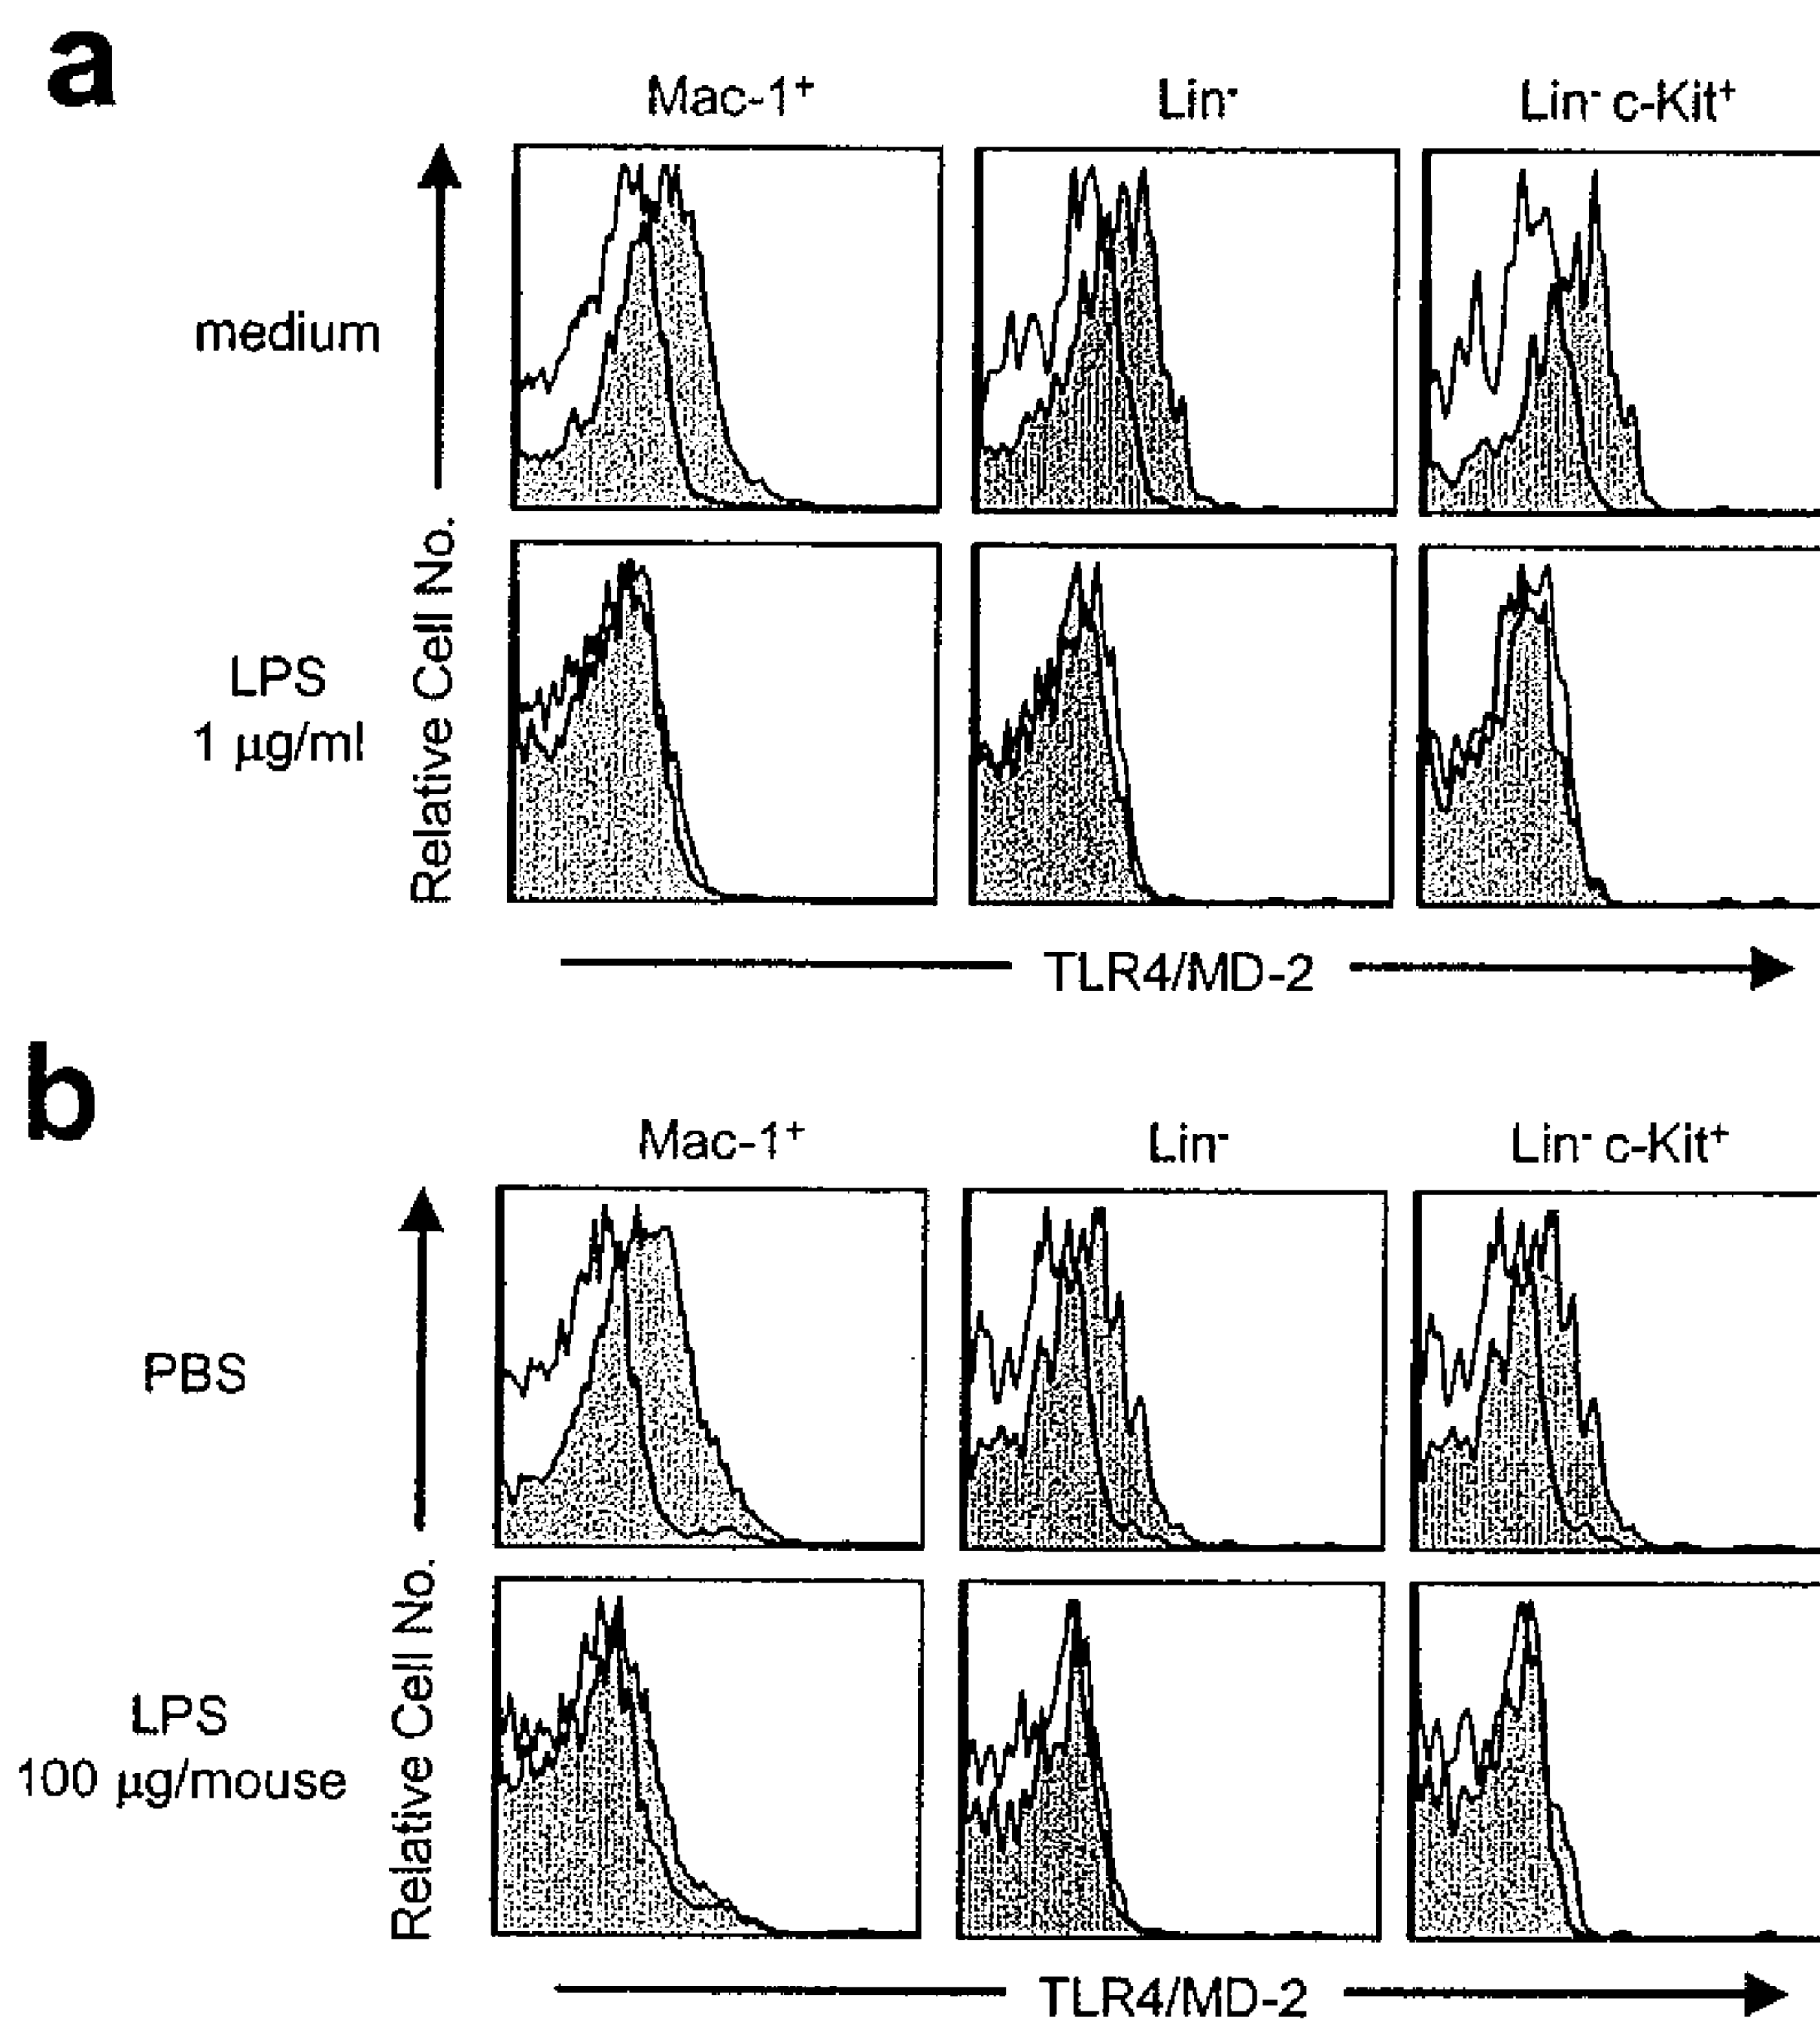 a
Mac-1⁺ Lin⁻ Lin⁻ c-Kit⁺
medium
LPS
1 μg/ml
Relative Cell No.
TLR4/MD-2
b
Mac-1⁺ Lin⁻ Lin⁻ c-Kit⁺
PBS
LPS
100 μg/mouse
Relative Cell No.
TLR4/MD-2